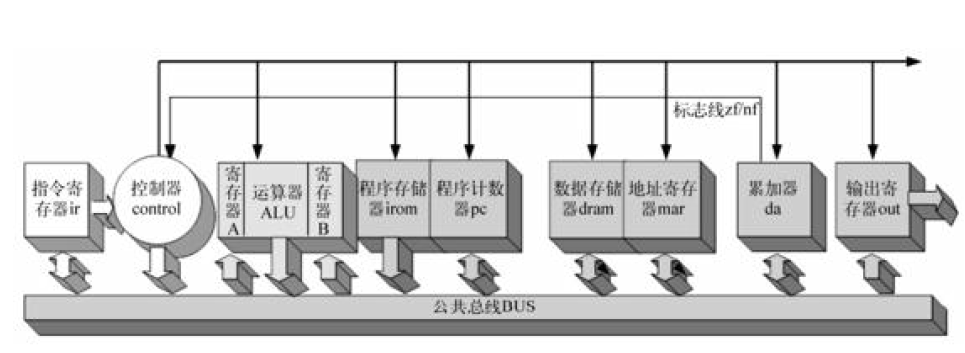 标志线zf/nf
指令寄
存器ir
控制器
control
寄
存
器
A
运算器
ALU
寄
存
器
B
程序存储
器irom
程序计数
器pc
数据存储
器dram
地址寄存
器mar
累加器
da
输出寄
存器out
公共总线BUS